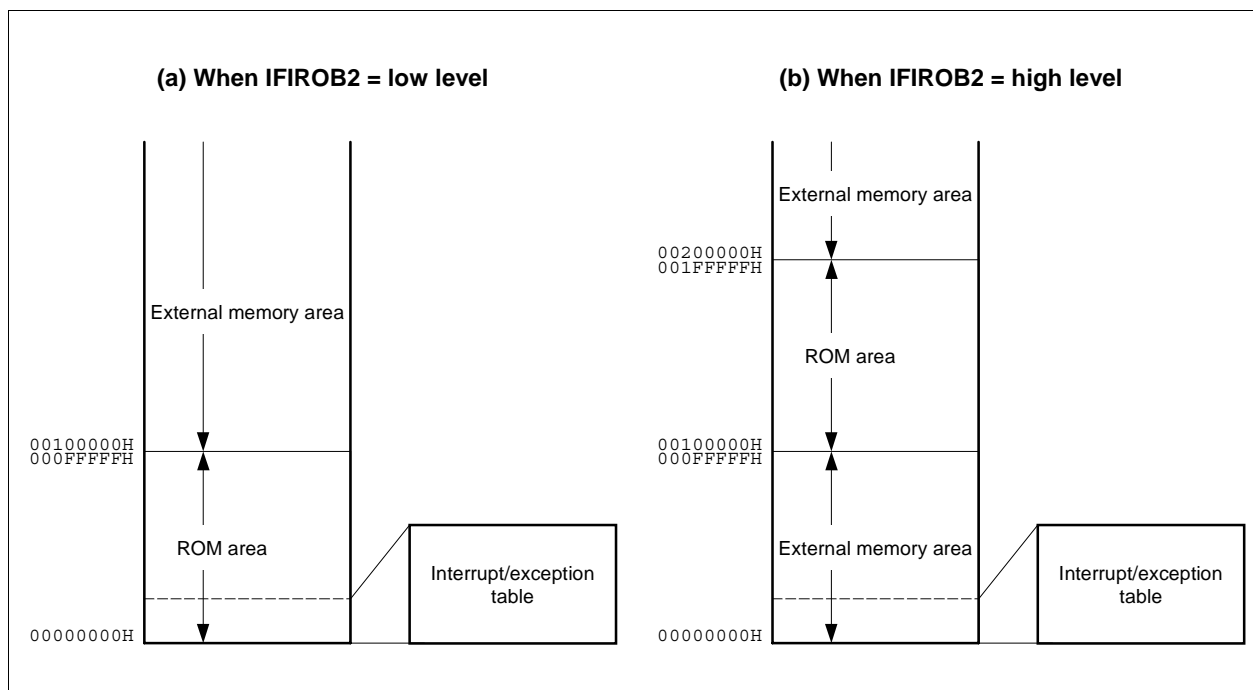 (a) When IFIROB2 = low level
External memory area
00100000H
000FFFFFH
ROM area
Interrupt/exception
table
00000000H
(b) When IFIROB2 = high level
External memory area
00200000H
001FFFFFH
ROM area
00100000H
000FFFFFH
External memory area
Interrupt/exception
table
00000000H